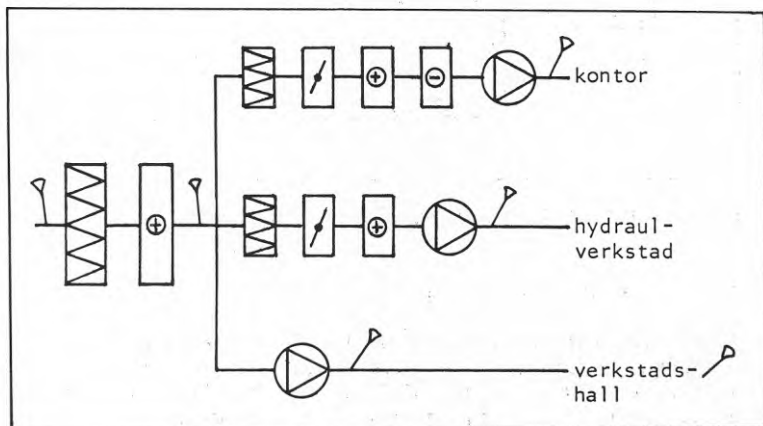 kontor
hydraul-
verkstad
verkstads-
hall